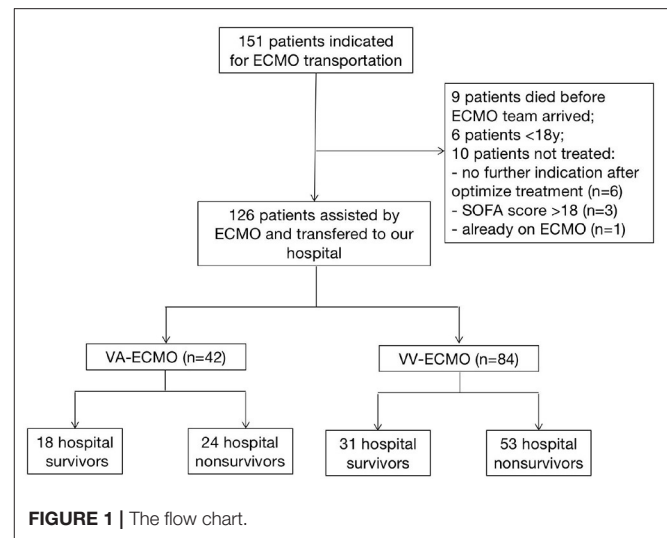 151 patients indicated
for ECMO transportation
9 patients died before
ECMO team arrived;
6 patients <18y;
10 patients not treated:
- no further indication after
optimize treatment (n=6)
- SOFA score >18 (n=3)
- already on ECMO (n=1)
126 patients assisted by
ECMO and transfered to our
hospital
VA-ECMO (n=42)
VV-ECMO (n=84)
18 hospital
survivors
24 hospital
nonsurvivors
31 hospital
survivors
53 hospital
nonsurvivors
FIGURE 1 | The flow chart.